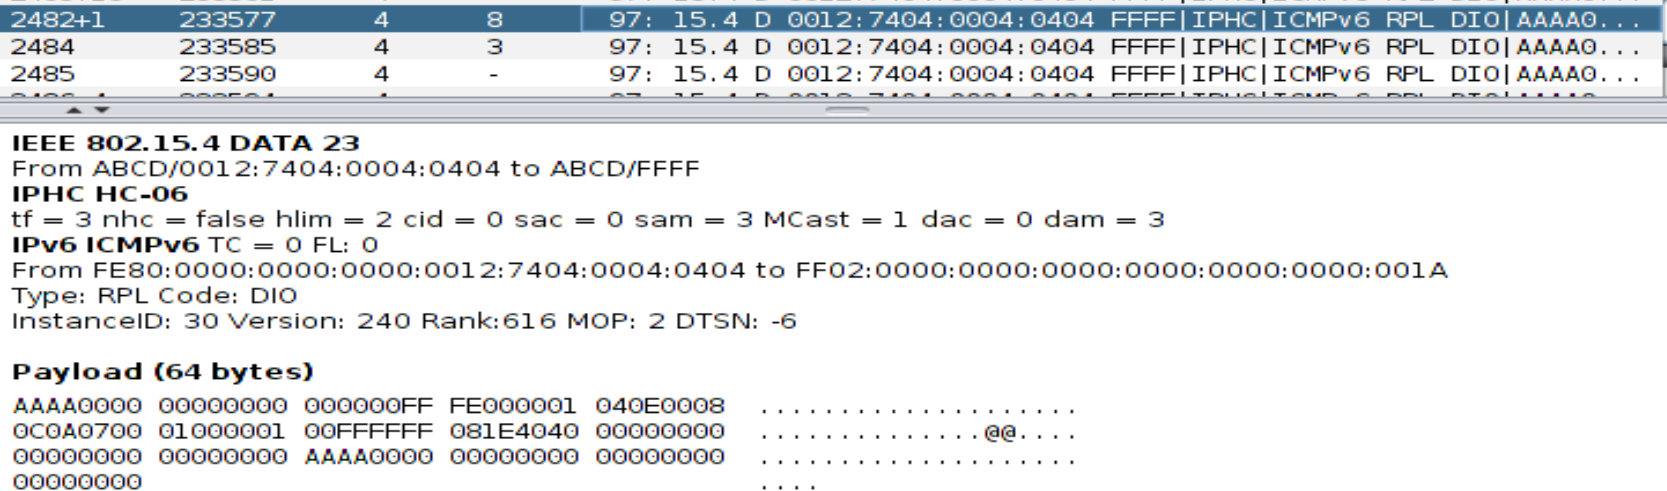 2482+1 233577 4 8 97: 15.4 D 0012:7404:0004:0404 FFFF|IPHC|ICMPv6 RPL DIO|AAAA0...
2484 233585 4 3 97: 15.4 D 0012:7404:0004:0404 FFFF|IPHC|ICMPv6 RPL DIO|AAAA0...
2485 233590 4 - 97: 15.4 D 0012:7404:0004:0404 FFFF|IPHC|ICMPv6 RPL DIO|AAAA0...
IEEE 802.15.4 DATA 23
From ABCD/0012:7404:0004:0404 to ABCD/FFFF
IPHC HC-06
tf = 3 nhc = false hlim = 2 cid = 0 sac = 0 sam = 3 MCast = 1 dac = 0 dam = 3
IPv6 ICMPv6 TC = 0 FL: 0
From FE80:0000:0000:0000:0012:7404:0004:0404 to FF02:0000:0000:0000:0000:0000:0000:001A
Type: RPL Code: DIO
InstanceID: 30 Version: 240 Rank:616 MOP: 2 DTSN: -6
Payload (64 bytes)
AAAA0000 00000000 000000FF FE000001 040E0008 ....................
0C0A0700 01000001 00FFFFFF 081E4040 00000000 ..............@@....
00000000 00000000 AAAA0000 00000000 00000000 ....................
00000000 ....